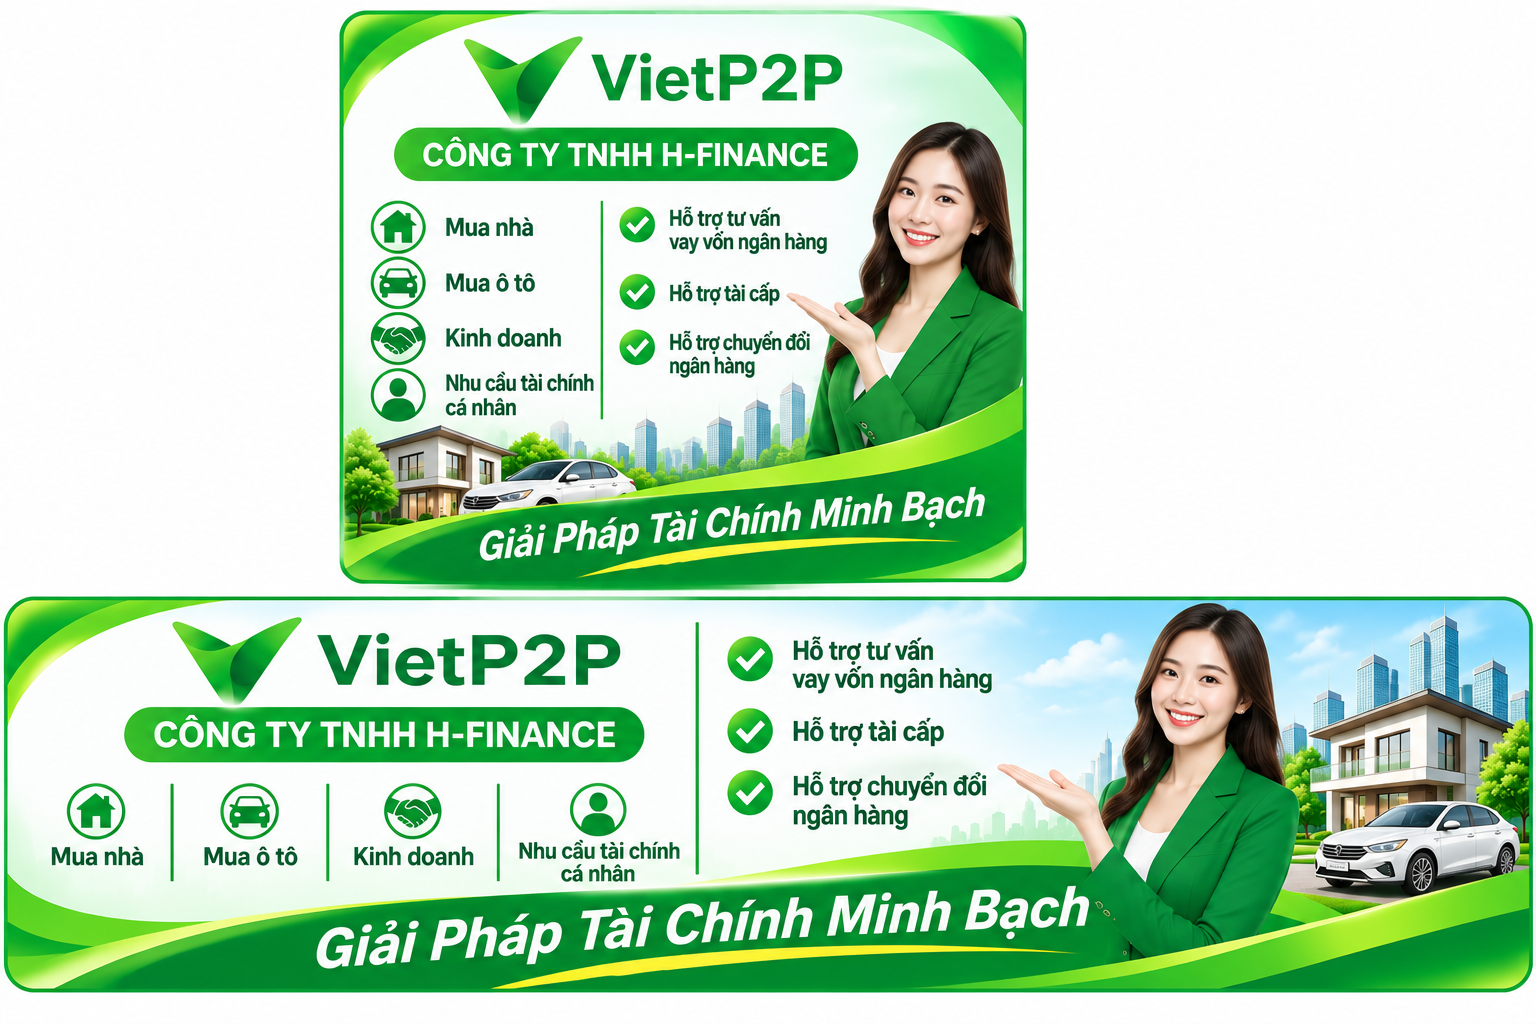 VietP2P
CÔNG TY TNHH H-FINANCE
Mua nhà
Mua ô tô
Kinh doanh
Nhu cầu tài chính
cá nhân
Hỗ trợ tư vấn
vay vốn ngân hàng
Hỗ trợ tài cấp
Hỗ trợ chuyển đổi
ngân hàng
Giải Pháp Tài Chính Minh Bạch
VietP2P
CÔNG TY TNHH H-FINANCE
Mua nhà
Mua ô tô
Kinh doanh
Nhu cầu tài chính
cá nhân
Hỗ trợ tư vấn
vay vốn ngân hàng
Hỗ trợ tài cấp
Hỗ trợ chuyển đổi
ngân hàng
Giải Pháp Tài Chính Minh Bạch